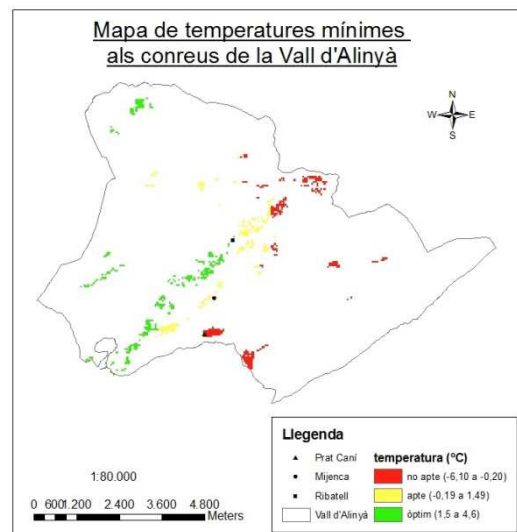 Mapa de temperatures mínimes
als conreus de la Vall d'Alinyà
N
W E
S
Llegenda
Prat Caní
Mijenca
Ribatell
Vall d'Alinyà
temperatura (ºC)
no apte (-6,10 a -0,20)
apte (-0,19 a 1,49)
òptim (1,5 a 4,6)
1:80.000
0 600 1.200 2.400 3.600 4.800
Meters